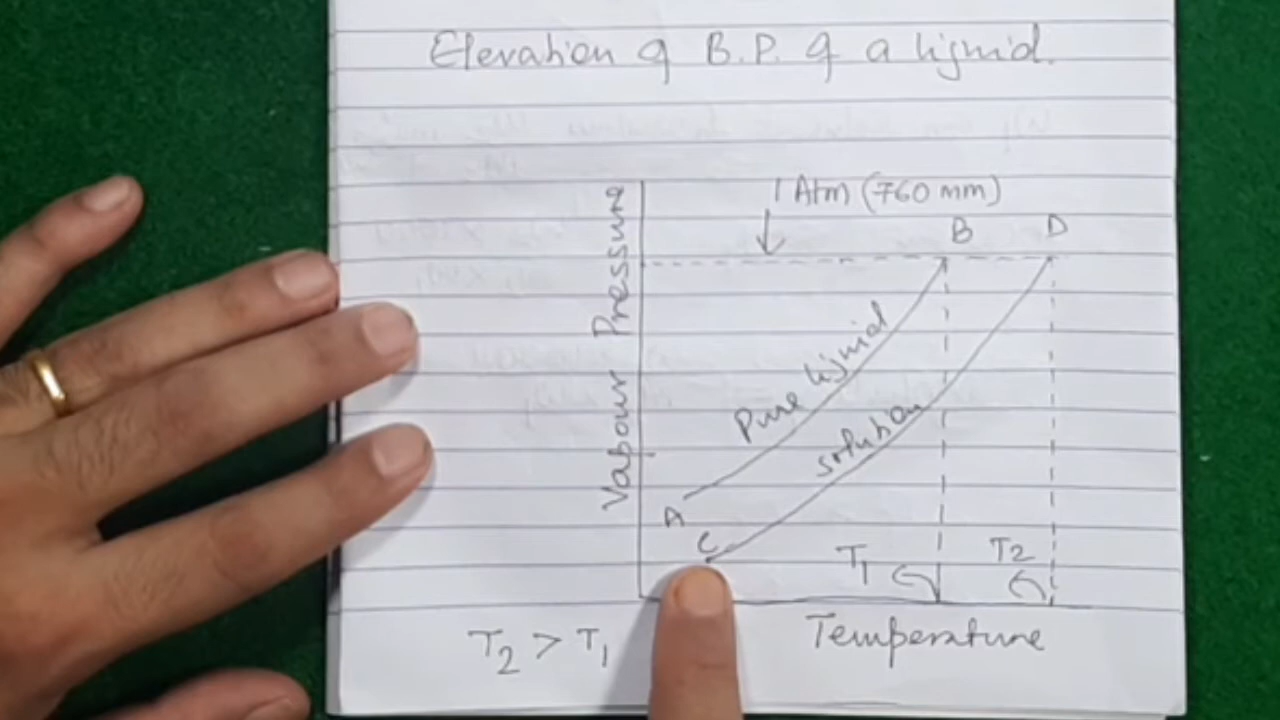 Elevation of B.P. of a liquid.
1 Atm (760 mm)
B D
Vapour Pressure
Pure liquid
solution
A
C
T1 T2
Temperature
T2 > T1